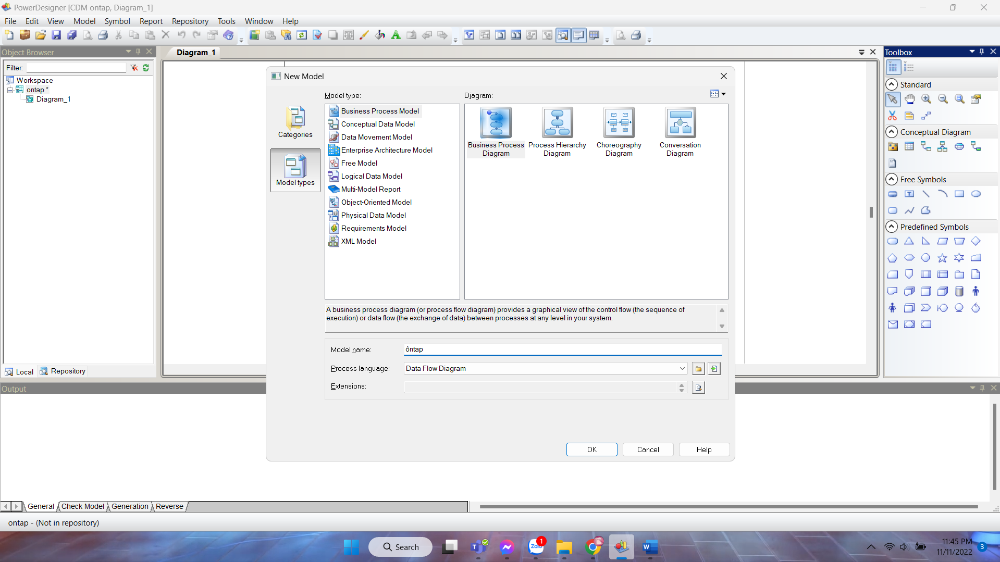 PowerDesigner [CDM ontap, Diagram_1]
File Edit View Model Symbol Report Repository Tools Window Help
Object Browser
Filter:
Workspace
ontap *
Diagram_1
Local
Repository
Diagram_1
New Model
Categories
Model types
Model type:
Business Process Model
Conceptual Data Model
Data Movement Model
Enterprise Architecture Model
Free Model
Logical Data Model
Multi-Model Report
Object-Oriented Model
Physical Data Model
Requirements Model
XML Model
Diagram:
Business Process
Diagram
Process Hierarchy
Diagram
Choreography
Diagram
Conversation
Diagram
A business process diagram (or process flow diagram) provides a graphical view of the control flow (the sequence of
execution) or data flow (the exchange of data) between processes at any level in your system.
Model name: ôntap
Process language: Data Flow Diagram
Extensions:
OK Cancel Help
Toolbox
Standard
Conceptual Diagram
Free Symbols
Predefined Symbols
Output
General Check Model Generation Reverse
ontap - (Not in repository)
Search
Zalo
1
W
11:45 PM
11/11/2022
3